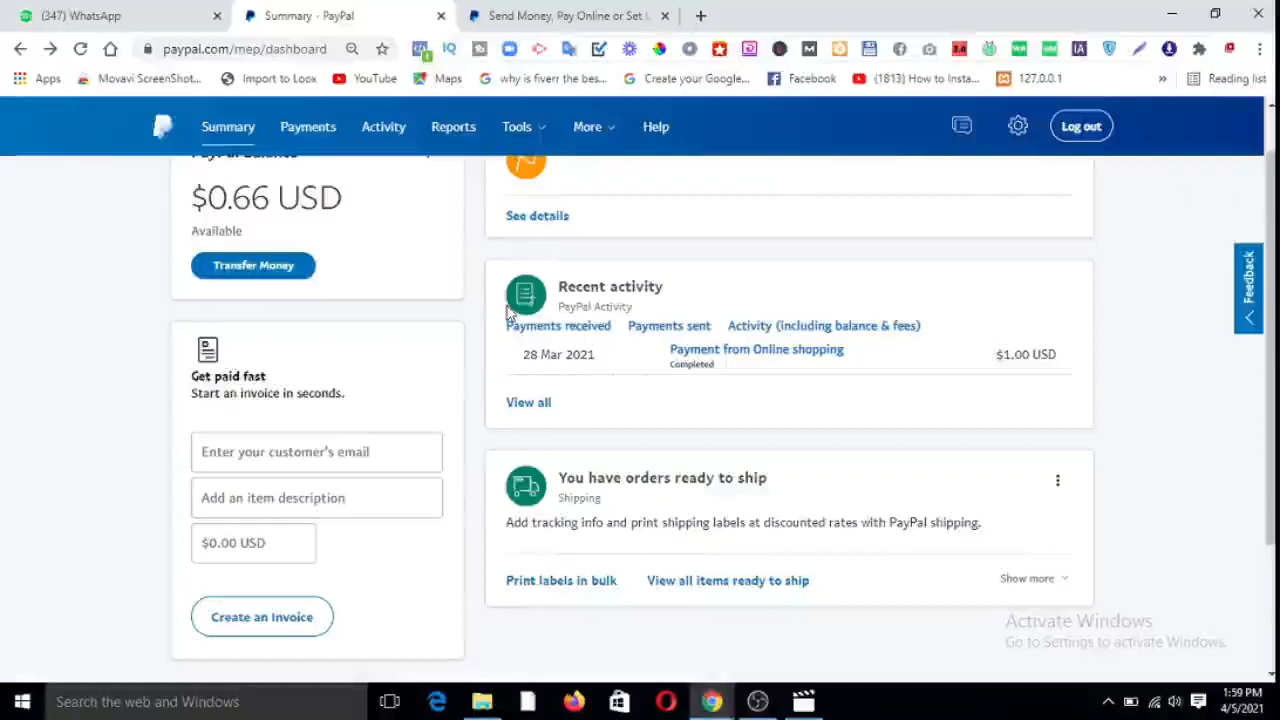 (347) WhatsApp
Summary - PayPal
Send Money, Pay Online or Set U
paypal.com/mep/dashboard
Apps
Movavi ScreenShot...
Import to Loox
YouTube
Maps
why is fiverr the bes...
Create your Google...
Facebook
(1813) How to Insta...
127.0.0.1
»
Reading list
Summary
Payments
Activity
Reports
Tools
More
Help
Log out
PayPal Balance
$0.66 USD
Available
Transfer Money
See details
Recent activity
PayPal Activity
Payments received
Payments sent
Activity (including balance & fees)
28 Mar 2021
Payment from Online shopping
Completed
$1.00 USD
View all
Get paid fast
Start an invoice in seconds.
Enter your customer's email
Add an item description
$0.00 USD
Create an Invoice
You have orders ready to ship
Shipping
Add tracking info and print shipping labels at discounted rates with PayPal shipping.
Print labels in bulk
View all items ready to ship
Show more
Feedback
Activate Windows
Go to Settings to activate Windows.
Search the web and Windows
1:59 PM
4/5/2021